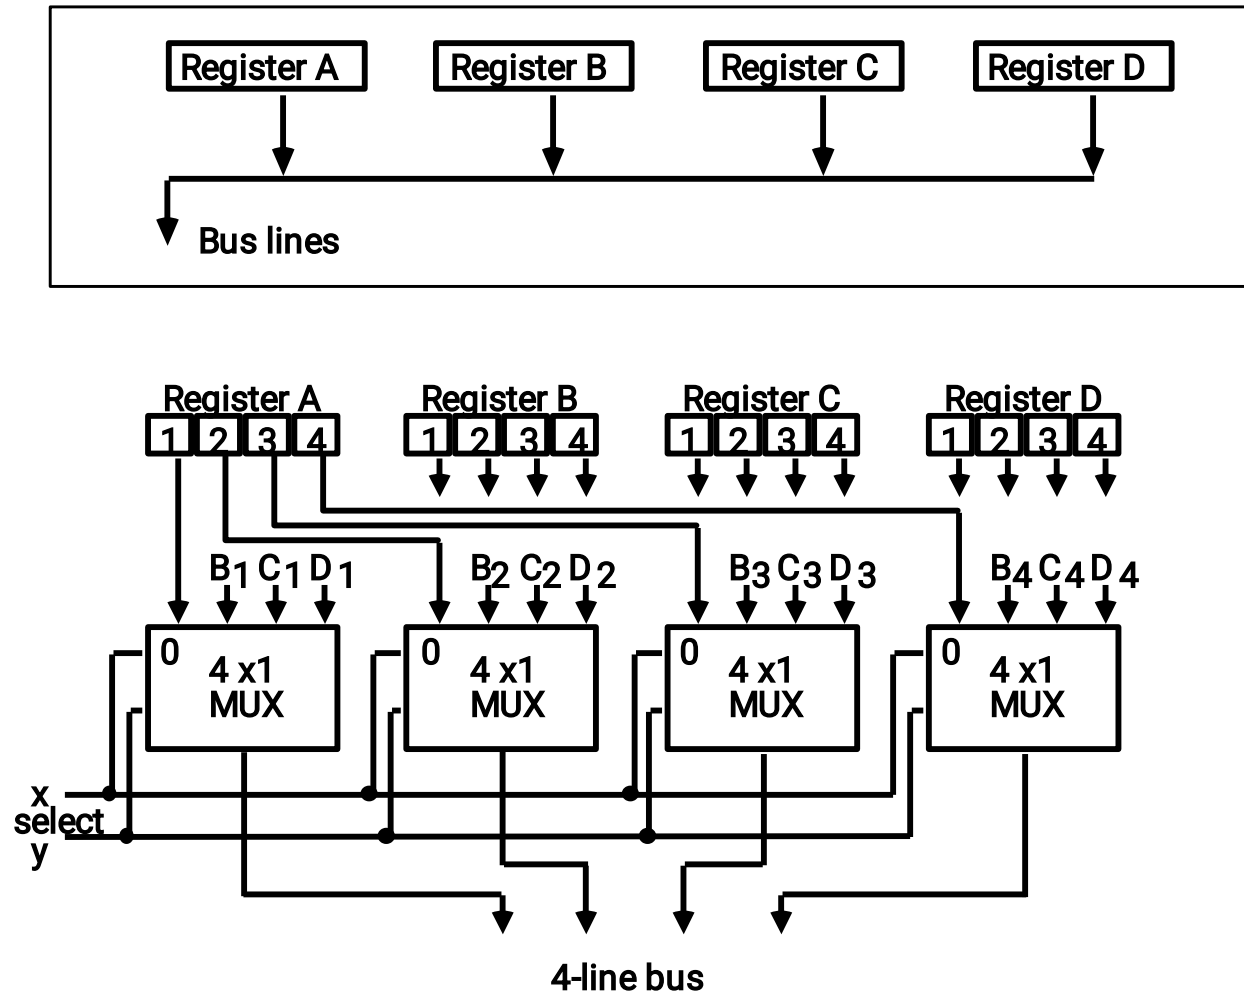 Register A Register B Register C Register D
Bus lines
Register A Register B Register C Register D
1 2 3 4 1 2 3 4 1 2 3 4 1 2 3 4
B1 C1 D1 B2 C2 D2 B3 C3 D3 B4 C4 D4
0 0 0 0
4 x1 4 x1 4 x1 4 x1
MUX MUX MUX MUX
x
select
y
4-line bus